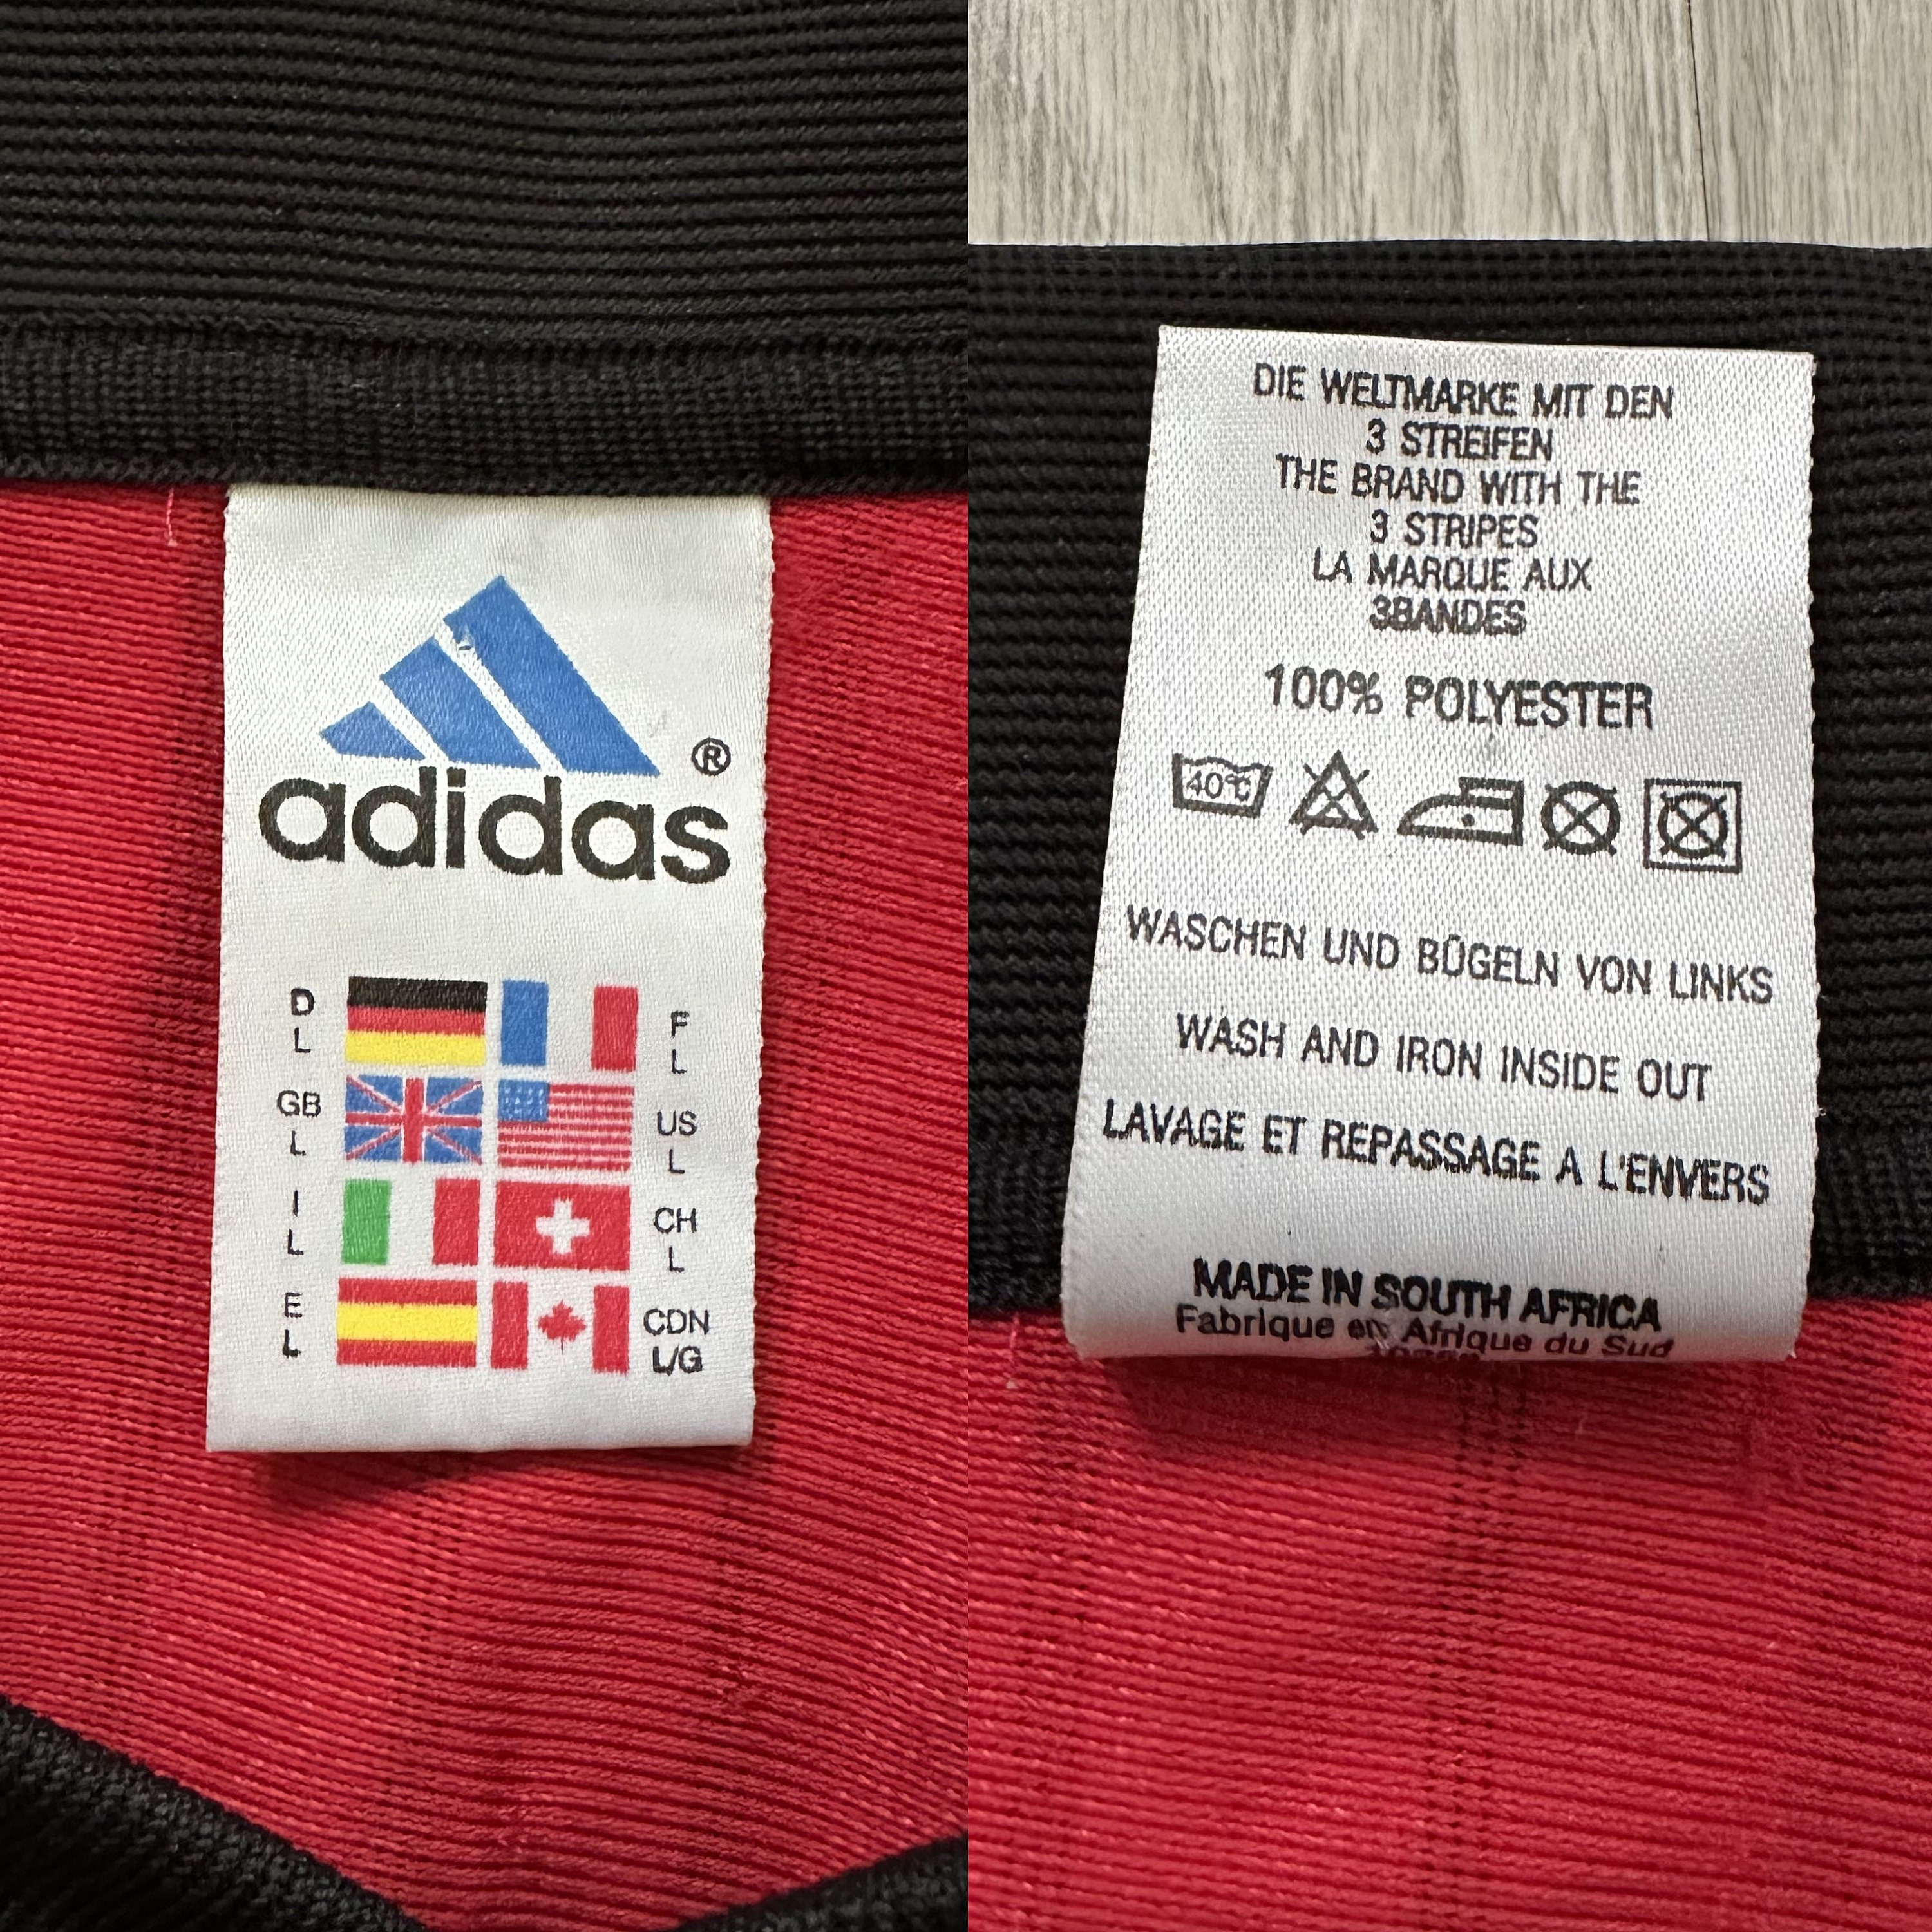 adidas®
D
L
F
L
GB
L
US
L
I
L
CH
L
E
L
CDN
L/G
DIE WELTMARKE MIT DEN
3 STREIFEN
THE BRAND WITH THE
3 STRIPES
LA MARQUE AUX
3BANDES
100% POLYESTER
40°C
WASCHEN UND BÜGELN VON LINKS
WASH AND IRON INSIDE OUT
LAVAGE ET REPASSAGE A L'ENVERS
MADE IN SOUTH AFRICA
Fabrique en Afrique du Sud